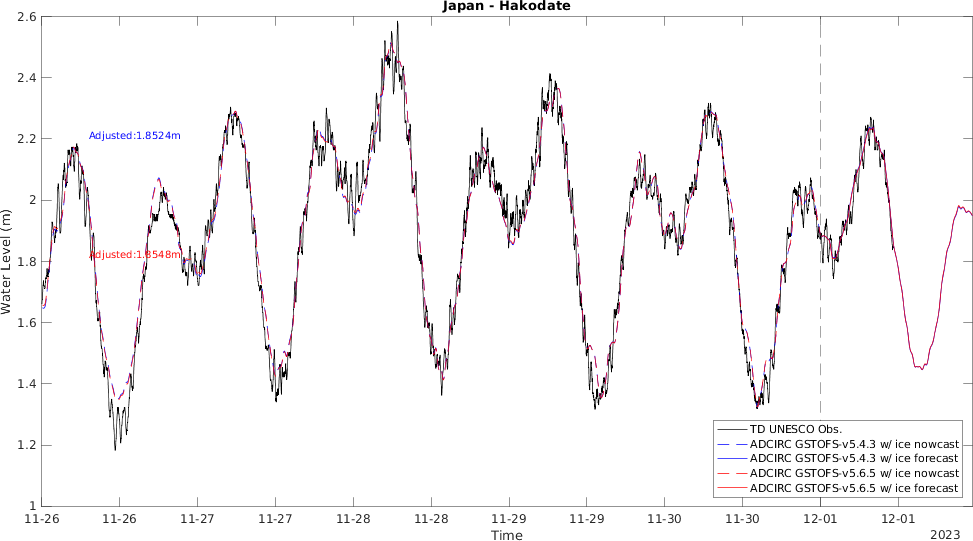 Japan - Hakodate
Water Level (m)
2.6
2.4
2.2
2
1.8
1.6
1.4
1.2
1
Adjusted:1.8524m
Adjusted:1.8548m
TD UNESCO Obs.
ADCIRC GSTOFS-v5.4.3 w/ ice nowcast
ADCIRC GSTOFS-v5.4.3 w/ ice forecast
ADCIRC GSTOFS-v5.6.5 w/ ice nowcast
ADCIRC GSTOFS-v5.6.5 w/ ice forecast
11-26 11-26 11-27 11-27 11-28 11-28 11-29 11-29 11-30 11-30 12-01 12-01
Time
2023